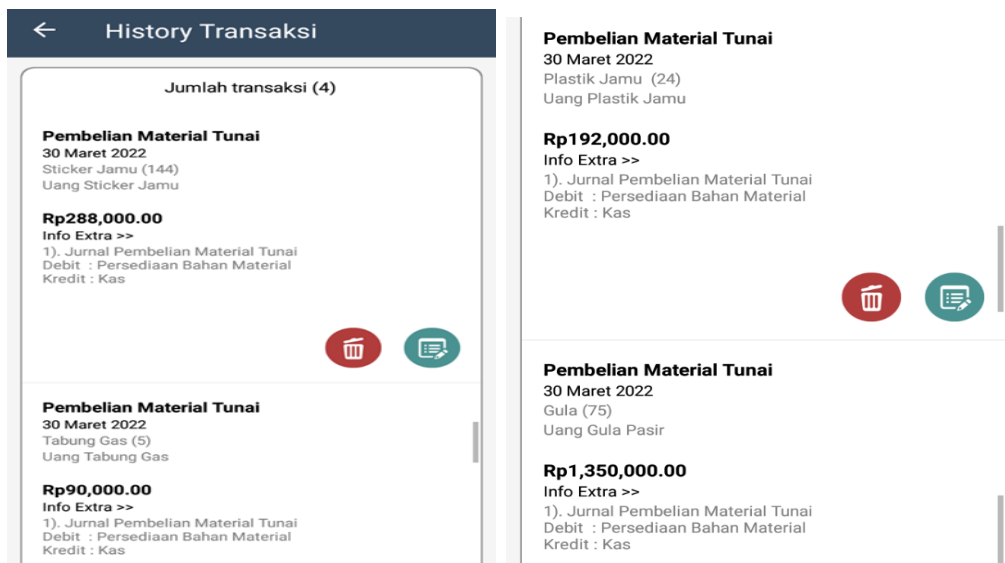 History Transaksi
Jumlah transaksi (4)
Pembelian Material Tunai
30 Maret 2022
Sticker Jamu (144)
Uang Sticker Jamu
Rp288,000.00
Info Extra >>
1). Jurnal Pembelian Material Tunai
Debit : Persediaan Bahan Material
Kredit : Kas
Pembelian Material Tunai
30 Maret 2022
Tabung Gas (5)
Uang Tabung Gas
Rp90,000.00
Info Extra >>
1). Jurnal Pembelian Material Tunai
Debit : Persediaan Bahan Material
Kredit : Kas
Pembelian Material Tunai
30 Maret 2022
Plastik Jamu (24)
Uang Plastik Jamu
Rp192,000.00
Info Extra >>
1). Jurnal Pembelian Material Tunai
Debit : Persediaan Bahan Material
Kredit : Kas
Pembelian Material Tunai
30 Maret 2022
Gula (75)
Uang Gula Pasir
Rp1,350,000.00
Info Extra >>
1). Jurnal Pembelian Material Tunai
Debit : Persediaan Bahan Material
Kredit : Kas